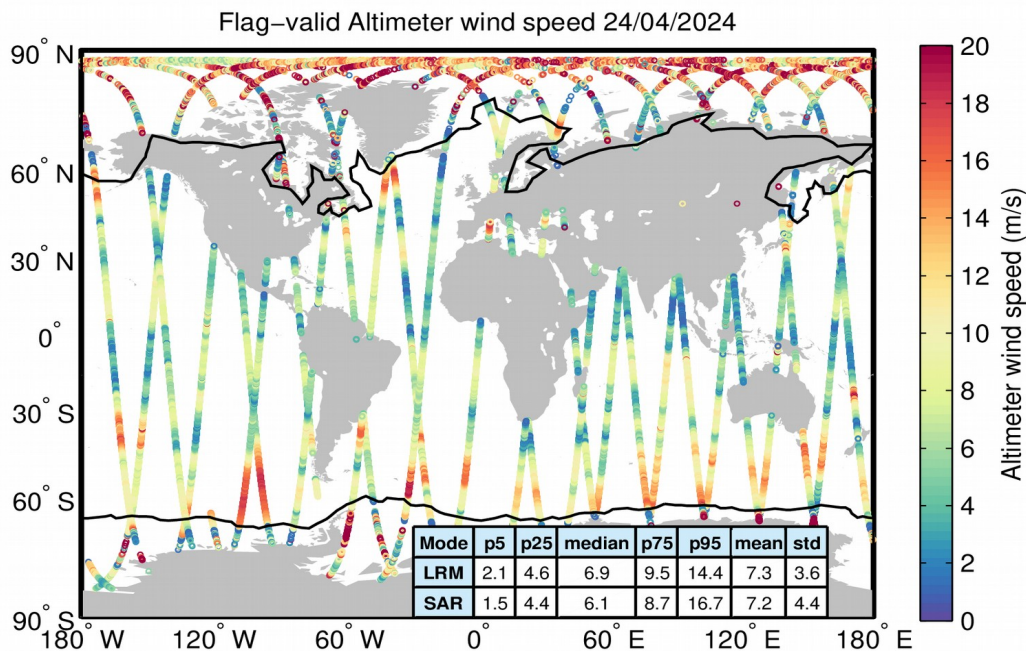 Flag−valid Altimeter wind speed 24/04/2024
90° N
60° N
30° N
0°
30° S
60° S
90° S
180° W
120° W
60° W
0°
60° E
120° E
180° E
Mode p5 p25 median p75 p95 mean std
LRM 2.1 4.6 6.9 9.5 14.4 7.3 3.6
SAR 1.5 4.4 6.1 8.7 16.7 7.2 4.4
20
18
16
14
12
10
8
6
4
2
0
Altimeter wind speed (m/s)